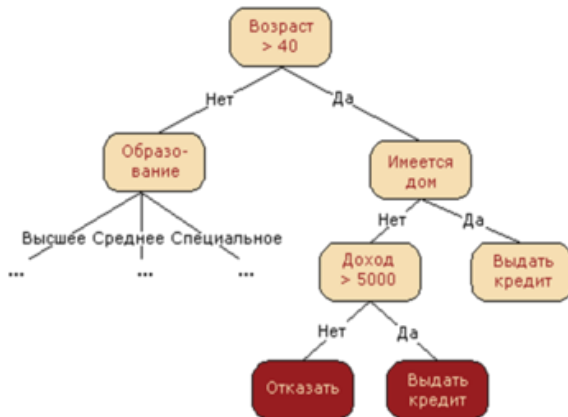 Возраст
> 40
Нет
Да
Образо-
вание
Имеется
дом
Высшее Среднее Специальное
... ... ...
Нет
Да
Доход
> 5000
Выдать
кредит
Нет
Да
Отказать
Выдать
кредит